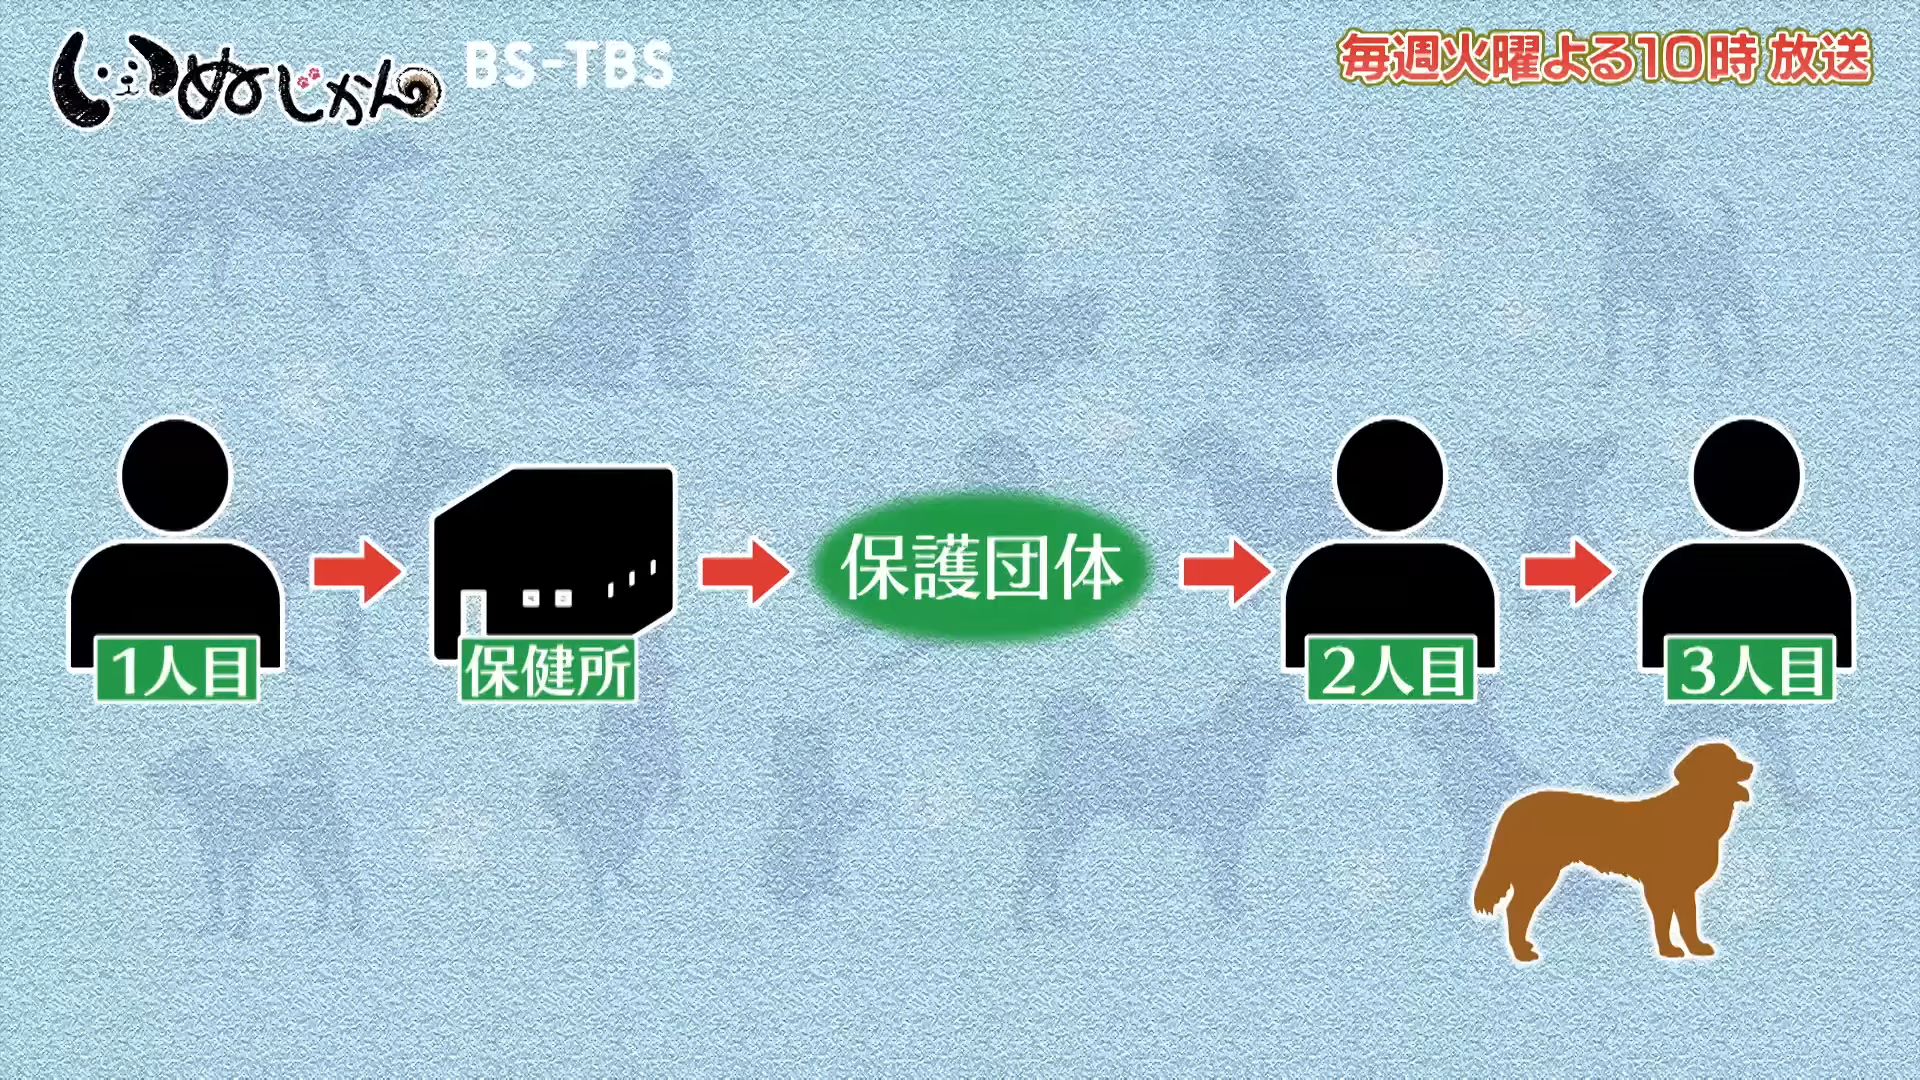 いぬじかん
BS-TBS
毎週火曜よる10時 放送
保護団体
1人目
保健所
2人目
3人目